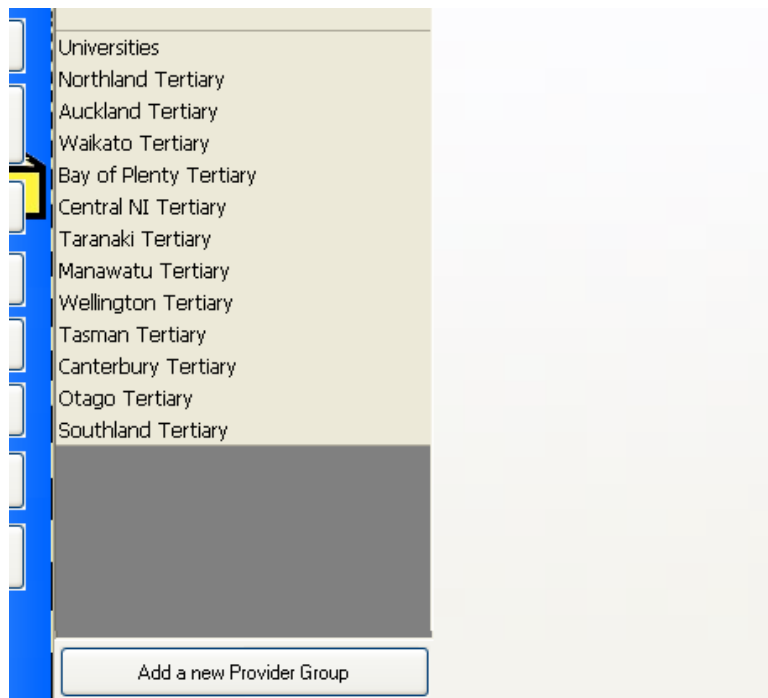 Universities
Northland Tertiary
Auckland Tertiary
Waikato Tertiary
Bay of Plenty Tertiary
Central NI Tertiary
Taranaki Tertiary
Manawatu Tertiary
Wellington Tertiary
Tasman Tertiary
Canterbury Tertiary
Otago Tertiary
Southland Tertiary
Add a new Provider Group